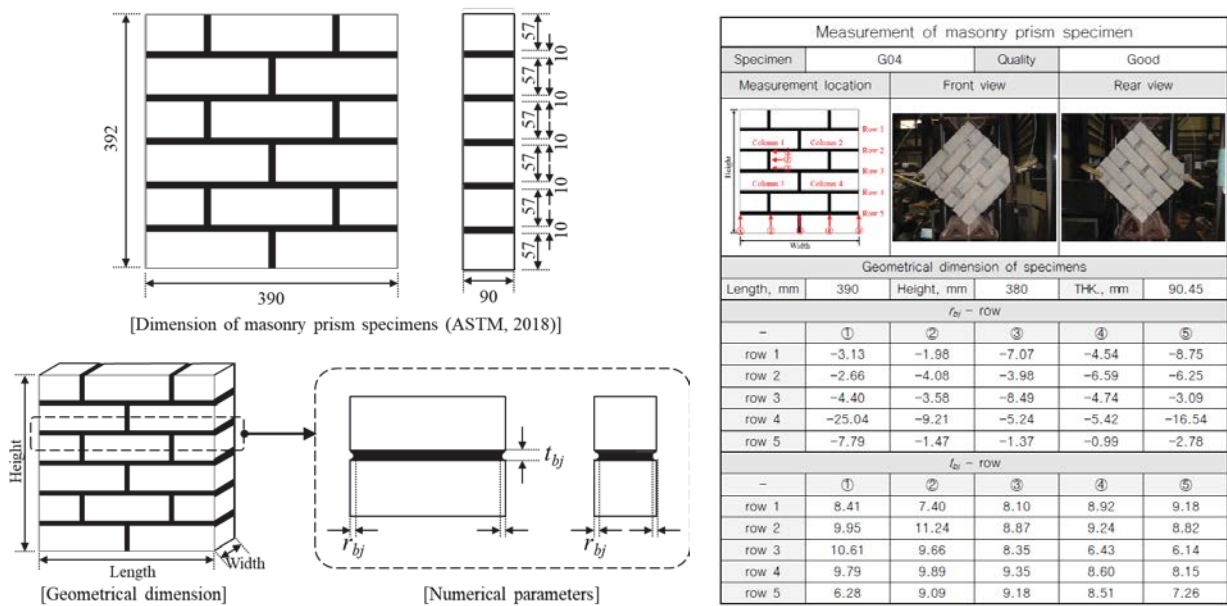 392
57
10
57
10
57
10
57
10
57
10
57
390
90
[Dimension of masonry prism specimens (ASTM, 2018)]
Height
Length
Width
[Geometrical dimension]
t_bj
r_bj
r_bj
[Numerical parameters]
Measurement of masonry prism specimen
Specimen G04 Quality Good
Measurement location Front view Rear view
Row 1
Column 1 Column 2
Row 2
Row 3
Column 3 Column 4
Row 4
Row 5
Height
Width
Geometrical dimension of specimens
Length, mm 390 Height, mm 380 THK., mm 90.45
r_bj - row
- ① ② ③ ④ ⑤
row 1 -3.13 -1.98 -7.07 -4.54 -8.75
row 2 -2.66 -4.08 -3.98 -6.59 -6.25
row 3 -4.40 -3.58 -8.49 -4.74 -3.09
row 4 -25.04 -9.21 -5.24 -5.42 -16.54
row 5 -7.79 -1.47 -1.37 -0.99 -2.78
t_bj - row
- ① ② ③ ④ ⑤
row 1 8.41 7.40 8.10 8.92 9.18
row 2 9.95 11.24 8.87 9.24 8.82
row 3 10.61 9.66 8.35 6.43 6.14
row 4 9.79 9.89 9.35 8.60 8.15
row 5 6.28 9.09 9.18 8.51 7.26